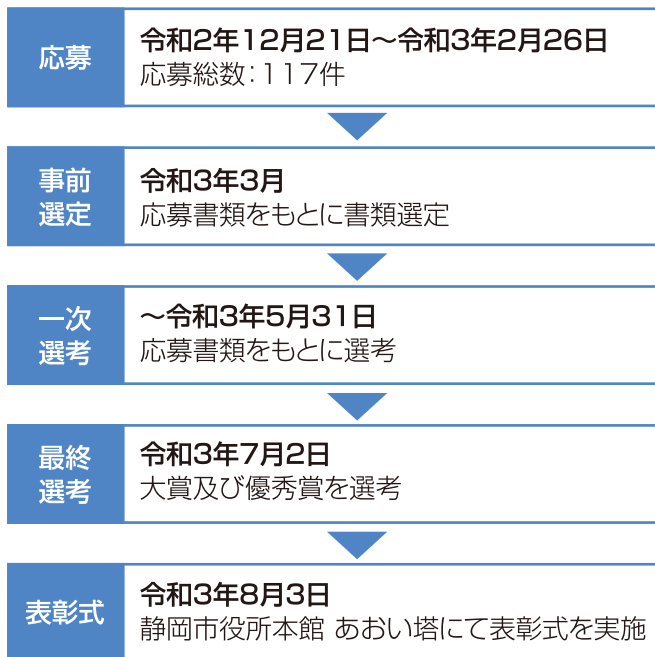 応募
令和2年12月21日～令和3年2月26日
応募総数：117件
事前
選定
令和3年3月
応募書類をもとに書類選定
一次
選考
～令和3年5月31日
応募書類をもとに選考
最終
選考
令和3年7月2日
大賞及び優秀賞を選考
表彰式
令和3年8月3日
静岡市役所本館 あおい塔にて表彰式を実施